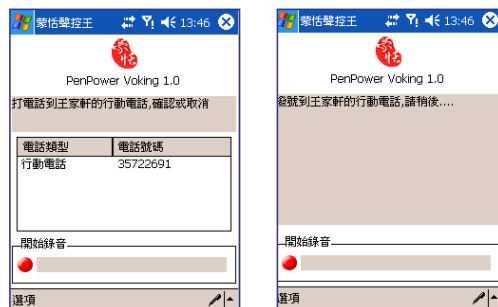 蒙恬聲控王 13:46
蒙恬
PenPower Voking 1.0
打電話到王家軒的行動電話,確認或取消
電話類型 電話號碼
行動電話 35722691
開始錄音
選項
蒙恬聲控王 13:46
蒙恬
PenPower Voking 1.0
撥號到王家軒的行動電話,請稍後....
開始錄音
選項